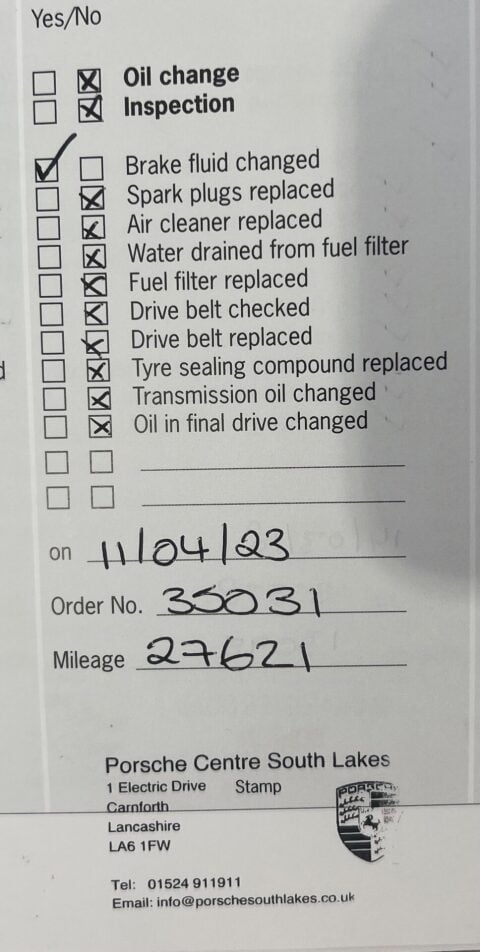 Yes/No
Oil change
Inspection
Brake fluid changed
Spark plugs replaced
Air cleaner replaced
Water drained from fuel filter
Fuel filter replaced
Drive belt checked
Drive belt replaced
Tyre sealing compound replaced
Transmission oil changed
Oil in final drive changed
on 11/04/23
Order No. 35031
Mileage 27621
Porsche Centre South Lakes
1 Electric Drive Stamp
Carnforth
Lancashire
LA6 1FW
PORSCHE
Tel: 01524 911911
Email: info@porschesouthlakes.co.uk